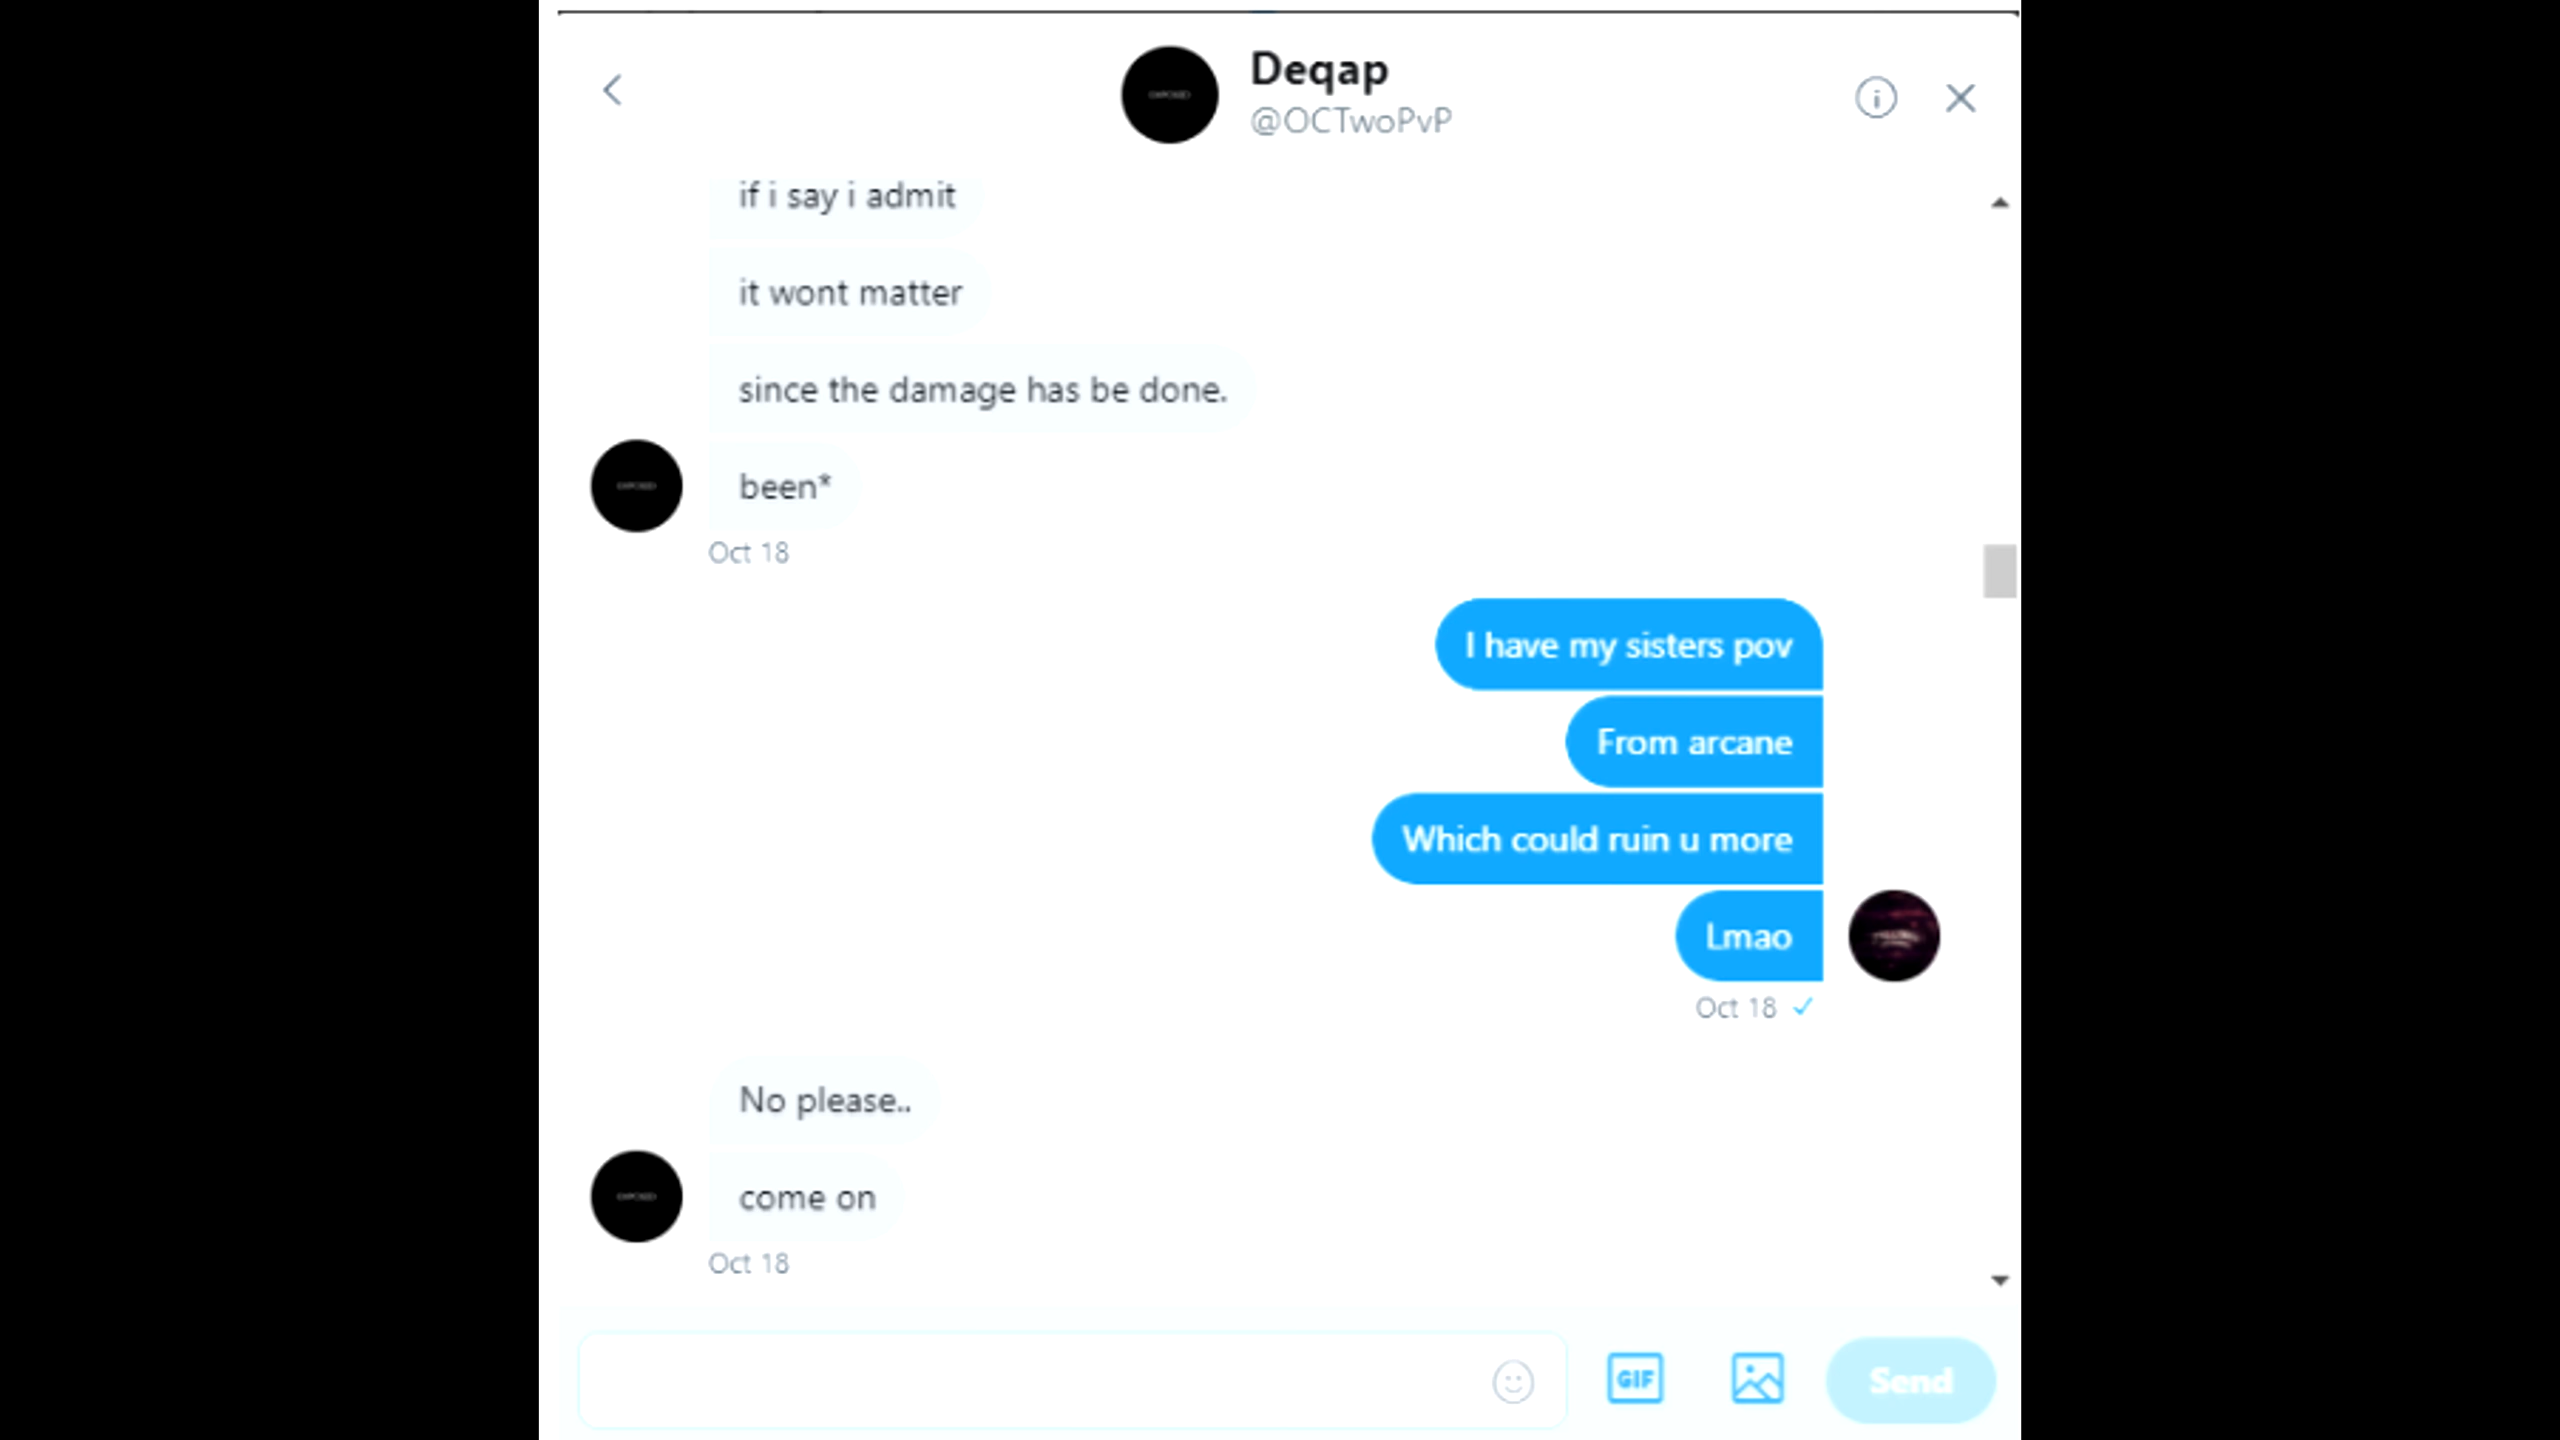 Deqap
@OCTwoPvP
if i say i admit
it wont matter
since the damage has be done.
been*
Oct 18
I have my sisters pov
From arcane
Which could ruin u more
Lmao
Oct 18
No please..
come on
Oct 18
GIF
Send